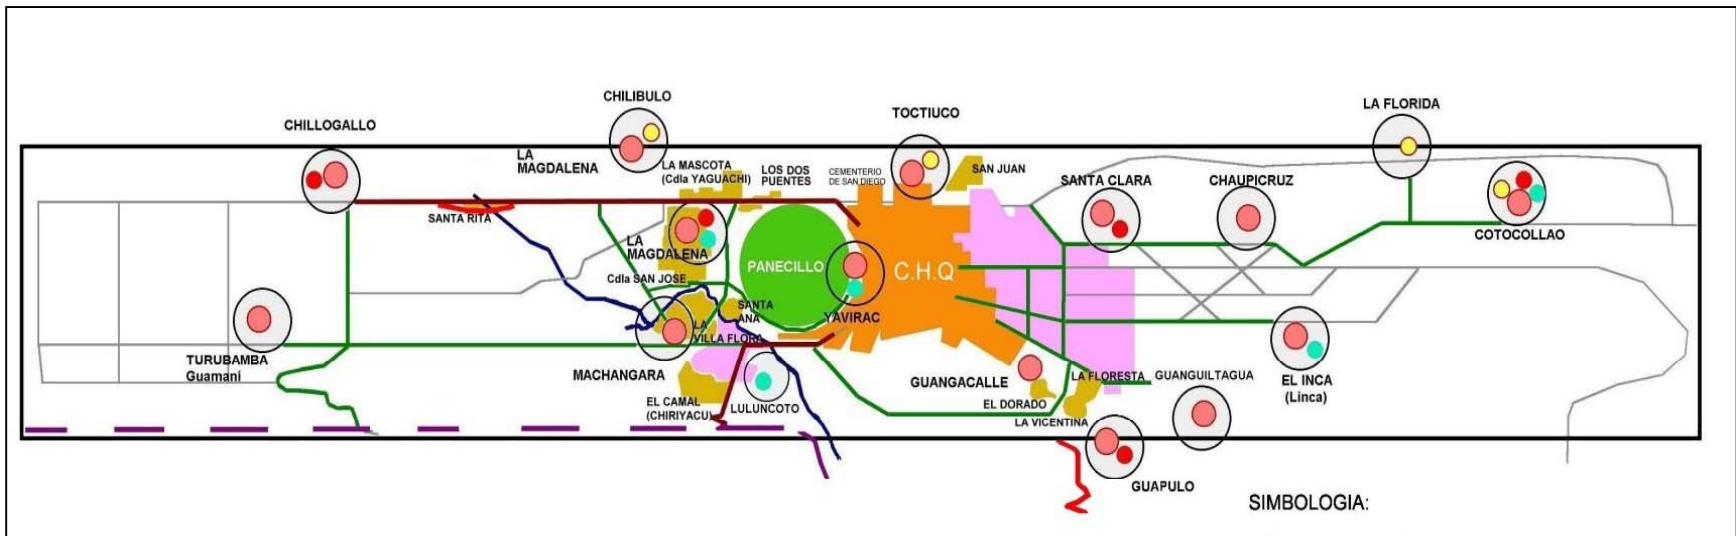 CHILIBULO
LA FLORIDA
TOCTIUCO
CHILLOGALLO
LA
MAGDALENA
LA MASCOTA
(Cdla YAGUACHI)
LOS DOS
PUENTES
CEMENTERIO
DE SAN DIEGO
SAN JUAN
SANTA CLARA
CHAUPICRUZ
SANTA RITA
COTOCOLLAO
LA
MAGDALENA
PANECILLO
C.H.Q
Cdla SAN JOSE
SANTA
ANA
YAVIRAC
LA
VILLA FLORA
TURUBAMBA
Guamaní
MACHANGARA
GUANGACALLE
LA FLORESTA
GUANGUILTAGUA
EL INCA
(Linca)
EL CAMAL
(CHIRIYACU)
LULUNCOTO
EL DORADO
LA VICENTINA
GUAPULO
SIMBOLOGIA: